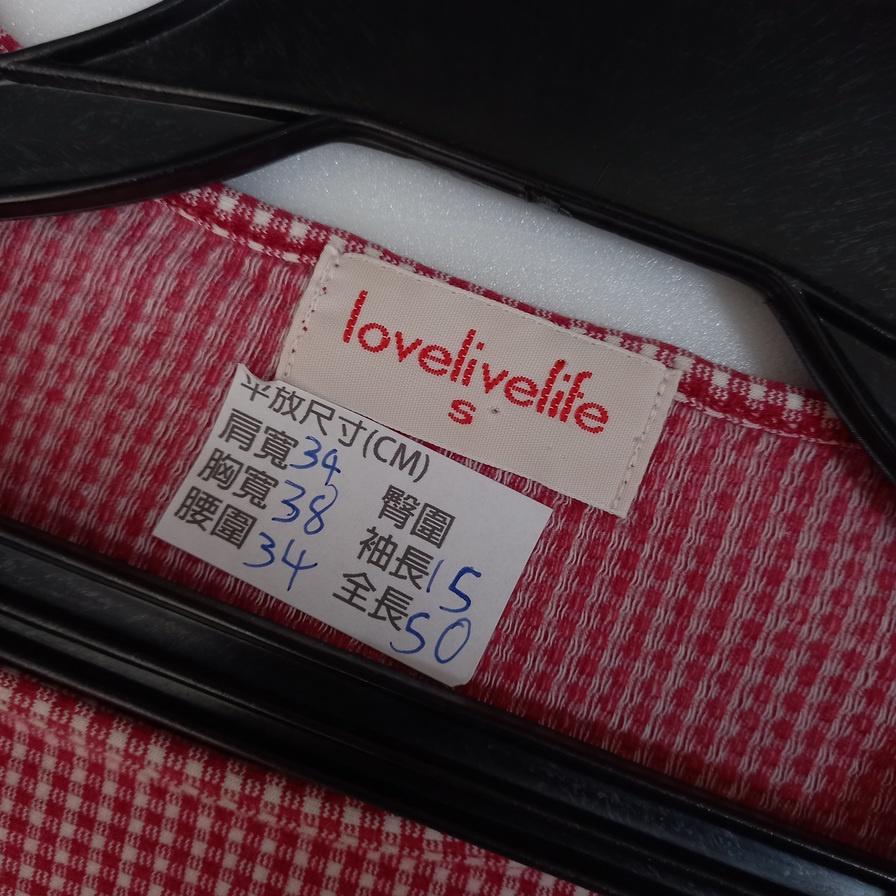 lovelivelife
S
平放尺寸(CM)
肩寬34
胸寬38 臀圍
腰圍34 袖長15
全長50